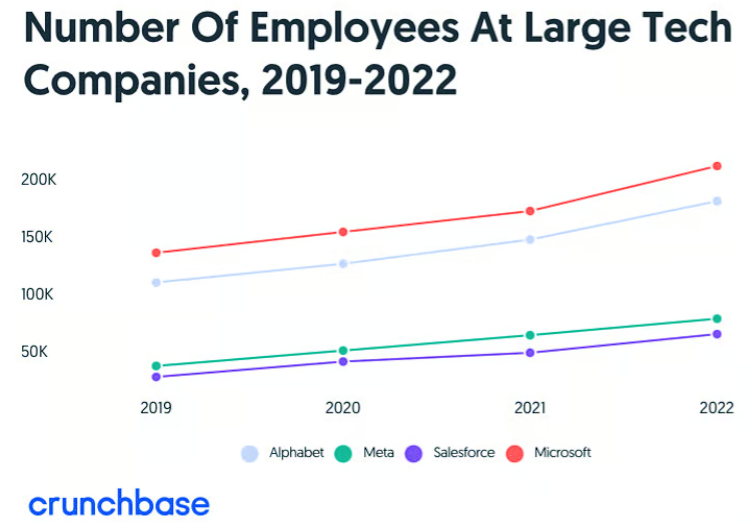 Number Of Employees At Large Tech
Companies, 2019-2022
200K
150K
100K
50K
2019 2020 2021 2022
Alphabet Meta Salesforce Microsoft
crunchbase